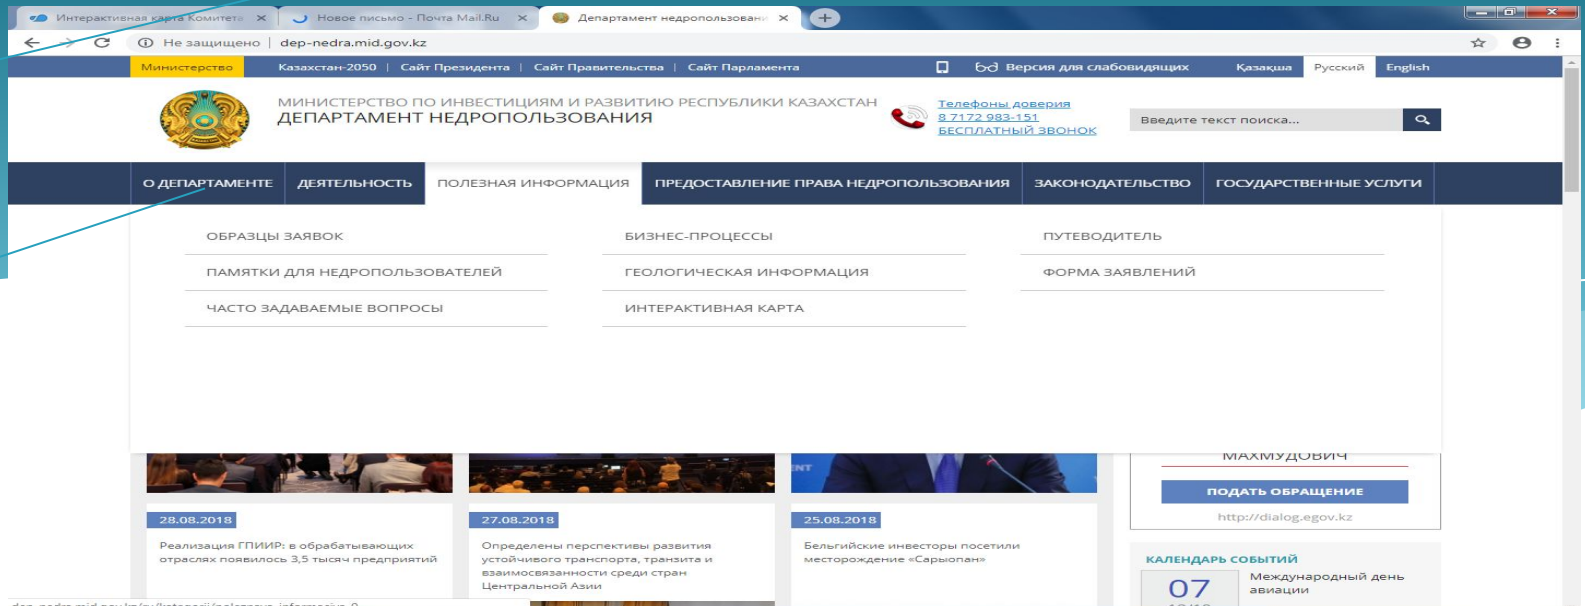 Интерактивная карта Комитета
Новое письмо - Почта Mail.Ru
Департамент недропользовани
Не защищено | dep-nedra.mid.gov.kz
Министерство
Казахстан-2050 | Сайт Президента | Сайт Правительства | Сайт Парламента
Версия для слабовидящих
Қазақша Русский English
МИНИСТЕРСТВО ПО ИНВЕСТИЦИЯМ И РАЗВИТИЮ РЕСПУБЛИКИ КАЗАХСТАН
ДЕПАРТАМЕНТ НЕДРОПОЛЬЗОВАНИЯ
Телефоны доверия
8 7172 983-151
БЕСПЛАТНЫЙ ЗВОНОК
Введите текст поиска...
О ДЕПАРТАМЕНТЕ ДЕЯТЕЛЬНОСТЬ ПОЛЕЗНАЯ ИНФОРМАЦИЯ ПРЕДОСТАВЛЕНИЕ ПРАВА НЕДРОПОЛЬЗОВАНИЯ ЗАКОНОДАТЕЛЬСТВО ГОСУДАРСТВЕННЫЕ УСЛУГИ
ОБРАЗЦЫ ЗАЯВОК БИЗНЕС-ПРОЦЕССЫ ПУТЕВОДИТЕЛЬ
ПАМЯТКИ ДЛЯ НЕДРОПОЛЬЗОВАТЕЛЕЙ ГЕОЛОГИЧЕСКАЯ ИНФОРМАЦИЯ ФОРМА ЗАЯВЛЕНИЙ
ЧАСТО ЗАДАВАЕМЫЕ ВОПРОСЫ ИНТЕРАКТИВНАЯ КАРТА
28.08.2018
Реализация ГПИИР: в обрабатывающих
отраслях появилось 3,5 тысяч предприятий
27.08.2018
Определены перспективы развития
устойчивого транспорта, транзита и
взаимосвязанности среди стран
Центральной Азии
25.08.2018
Бельгийские инвесторы посетили
месторождение «Сарыопан»
МАХМУДОВИЧ
ПОДАТЬ ОБРАЩЕНИЕ
http://dialog.egov.kz
КАЛЕНДАРЬ СОБЫТИЙ
07
Международный день
авиации